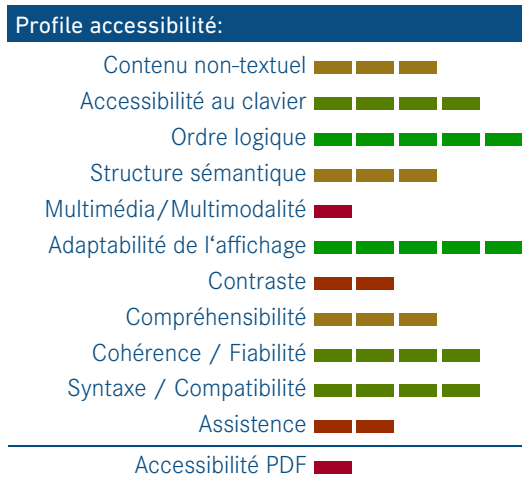 Profile accessibilité:
Contenu non-textuel
Accessibilité au clavier
Ordre logique
Structure sémantique
Multimédia/Multimodalité
Adaptabilité de l‘affichage
Contraste
Compréhensibilité
Cohérence / Fiabilité
Syntaxe / Compatibilité
Assistence
Accessibilité PDF